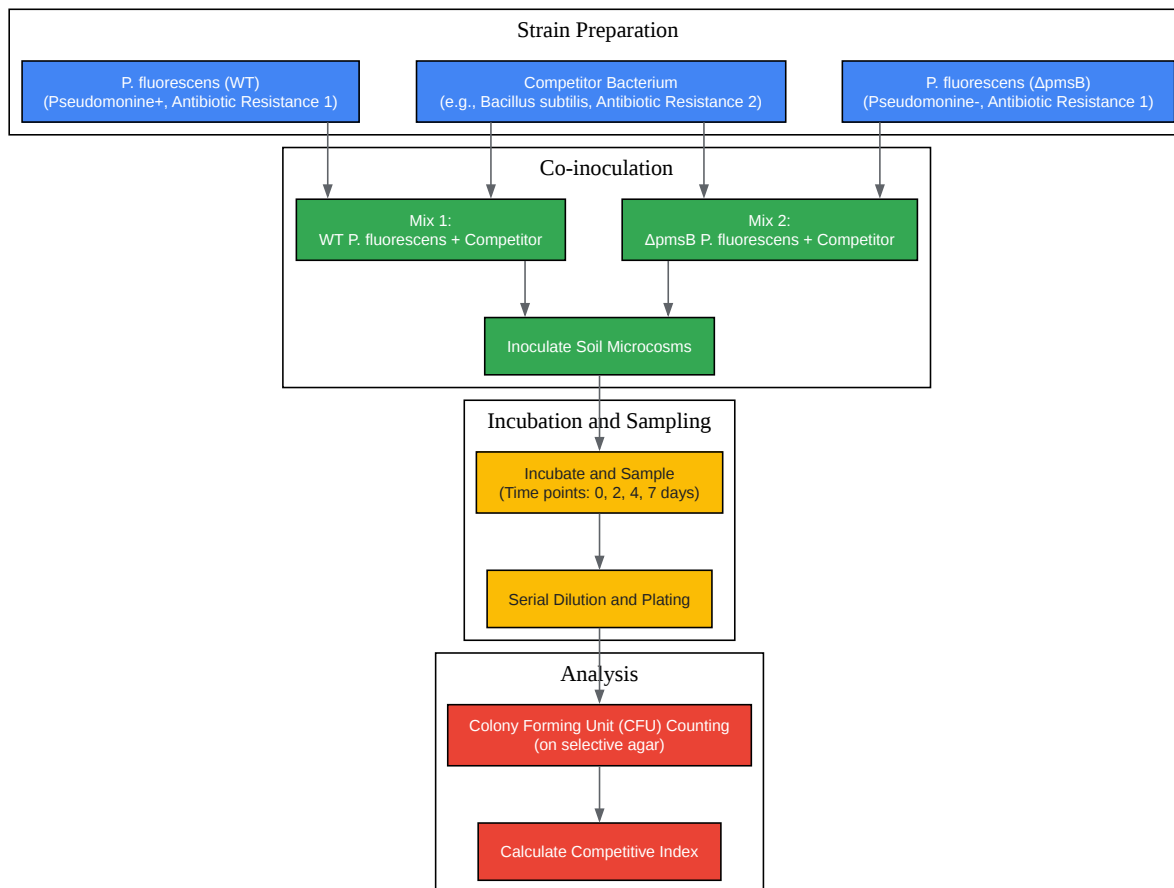 Strain Preparation
P. fluorescens (WT)
(Pseudomonine+, Antibiotic Resistance 1)
Competitor Bacterium
(e.g., Bacillus subtilis, Antibiotic Resistance 2)
P. fluorescens (ΔpmsB)
(Pseudomonine-, Antibiotic Resistance 1)
Co-inoculation
Mix 1:
WT P. fluorescens + Competitor
Mix 2:
ΔpmsB P. fluorescens + Competitor
Inoculate Soil Microcosms
Incubation and Sampling
Incubate and Sample
(Time points: 0, 2, 4, 7 days)
Serial Dilution and Plating
Analysis
Colony Forming Unit (CFU) Counting
(on selective agar)
Calculate Competitive Index